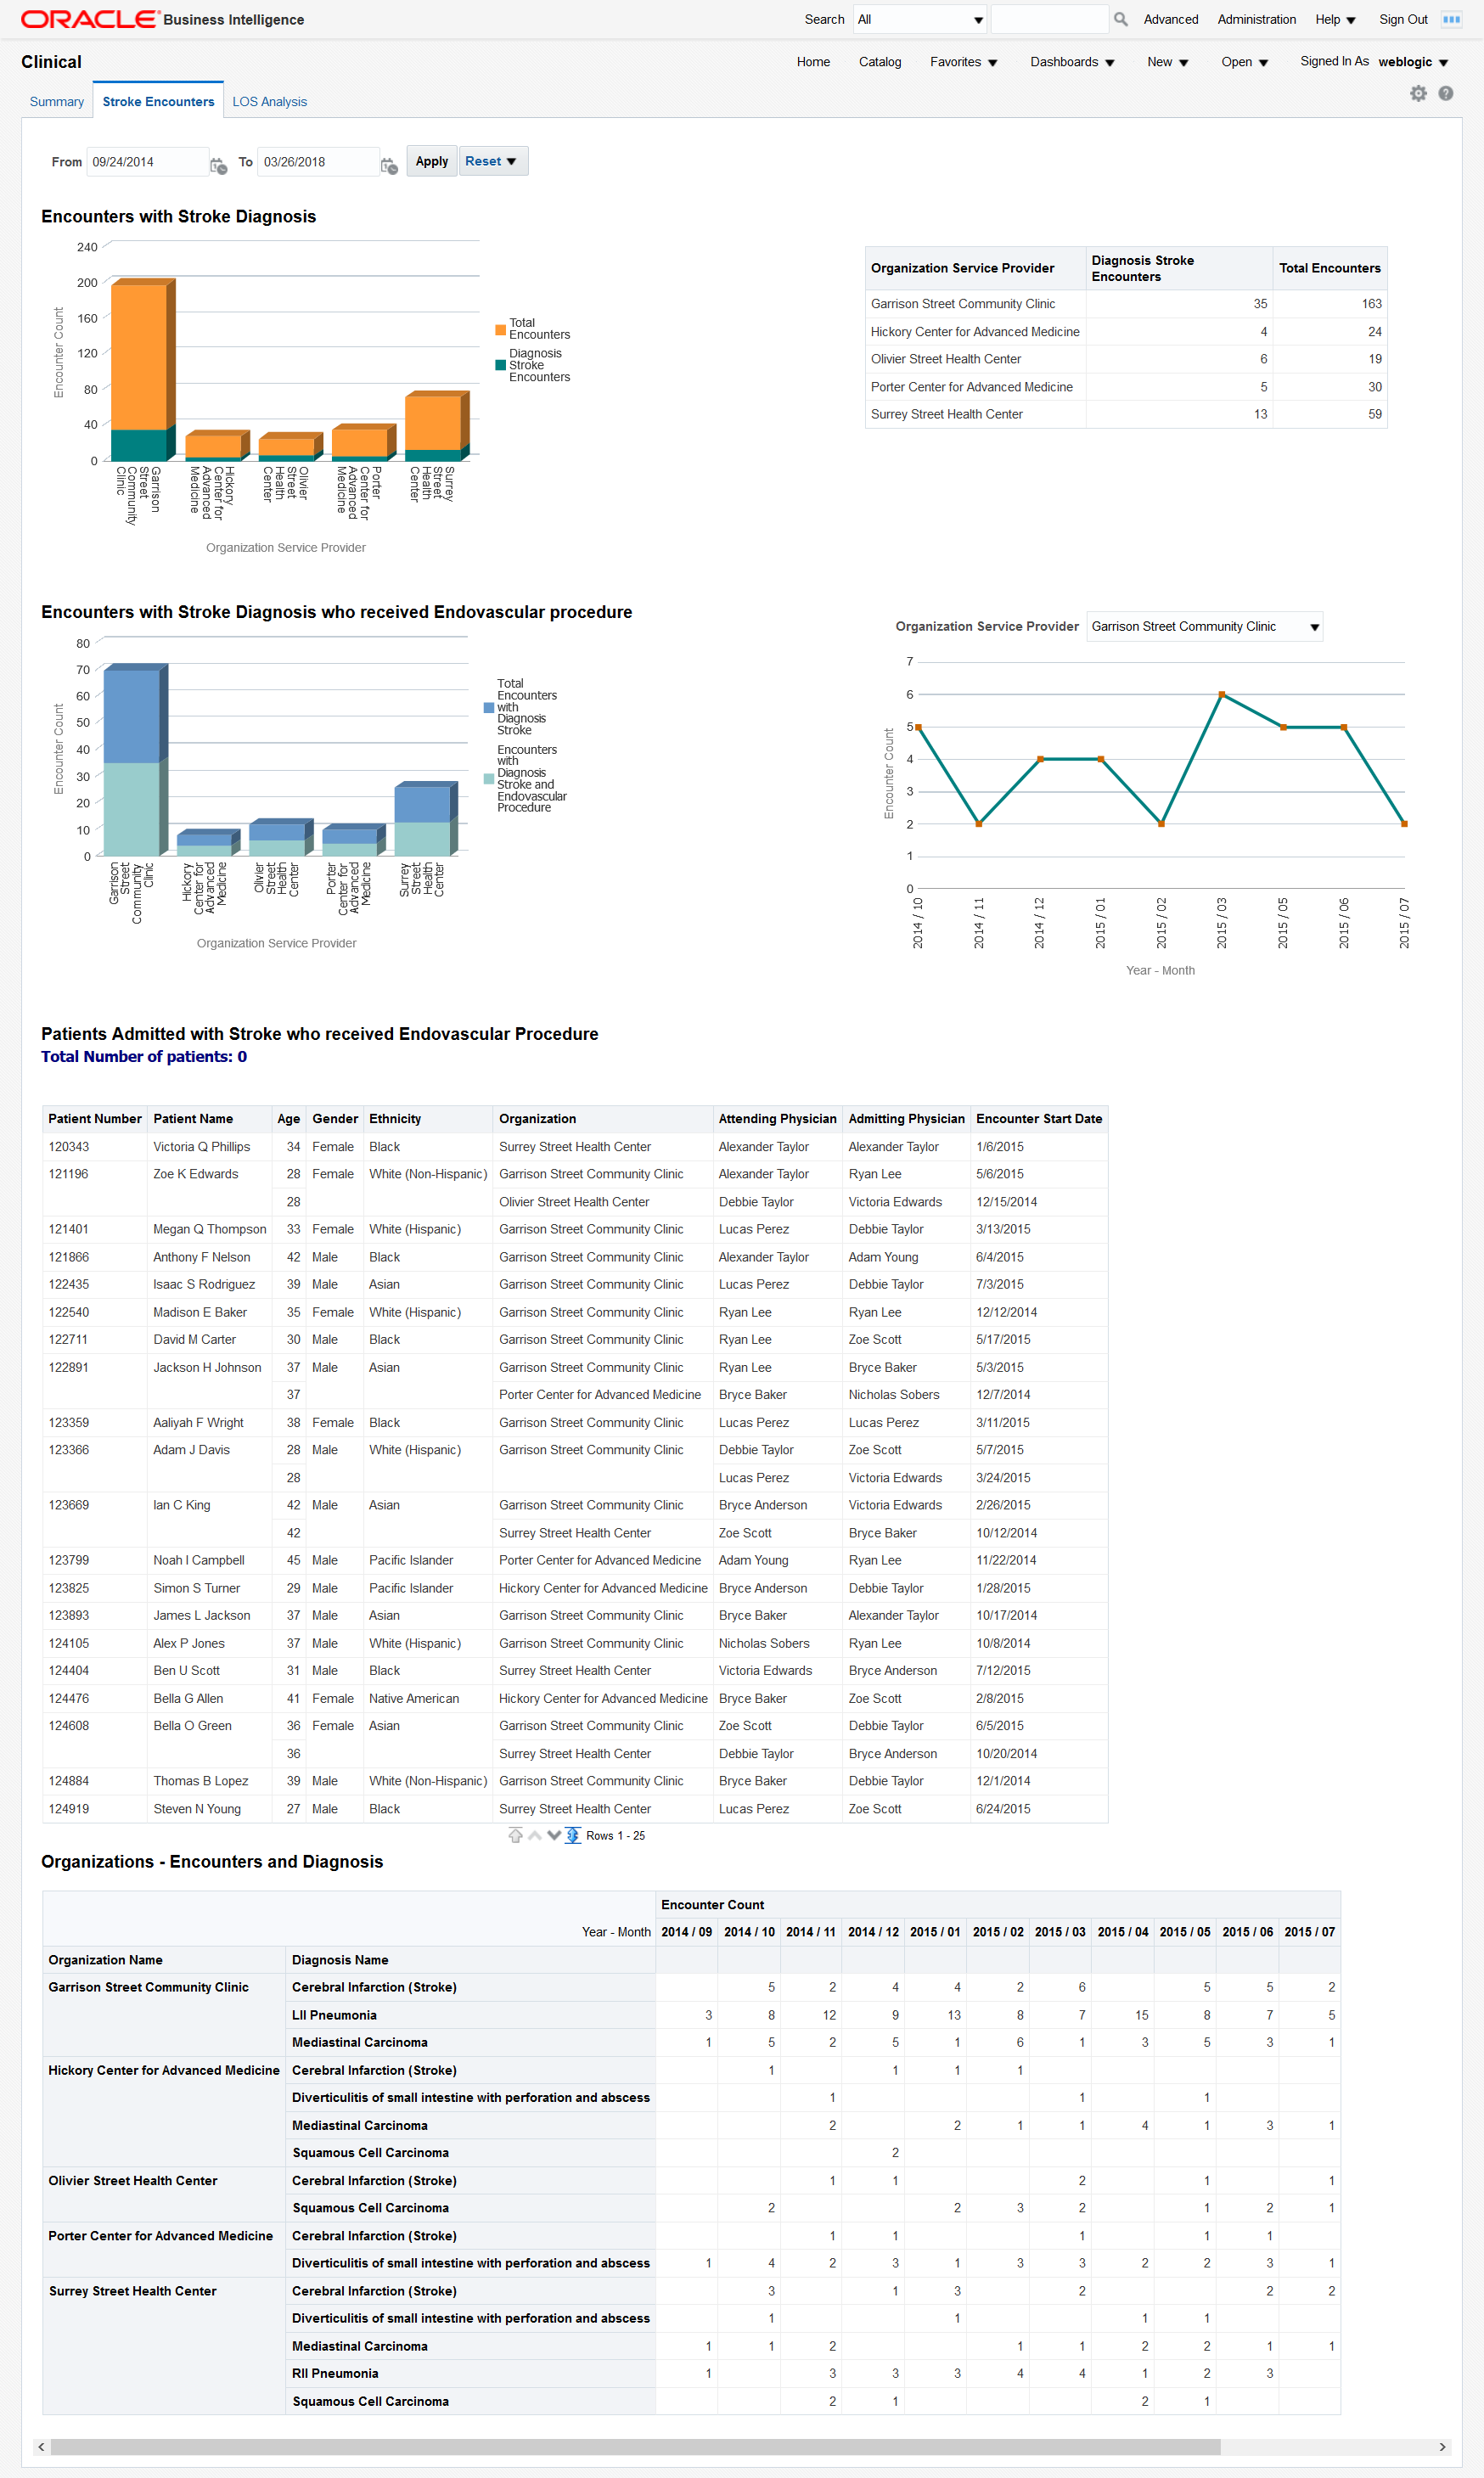 ORACLE Business Intelligence
Search All Advanced Administration Help Sign Out
Clinical
Home Catalog Favorites Dashboards New Open Signed In As weblogic
Summary Stroke Encounters LOS Analysis
From 09/24/2014 To 03/26/2018 Apply Reset
Encounters with Stroke Diagnosis
240
200
160
120
80
40
0
Encounter Count
Garrison Street Community Clinic
Hickory Center for Advanced Medicine
Olivier Street Health Center
Porter Center for Advanced Medicine
Surrey Street Health Center
Organization Service Provider
Total Encounters
Diagnosis Stroke Encounters
Organization Service Provider Diagnosis Stroke Encounters Total Encounters
Garrison Street Community Clinic 35 163
Hickory Center for Advanced Medicine 4 24
Olivier Street Health Center 6 19
Porter Center for Advanced Medicine 5 30
Surrey Street Health Center 13 59
Encounters with Stroke Diagnosis who received Endovascular procedure
80
70
60
50
40
30
20
10
0
Encounter Count
Garrison Street Community Clinic
Hickory Center for Advanced Medicine
Olivier Street Health Center
Porter Center for Advanced Medicine
Surrey Street Health Center
Organization Service Provider
Total Encounters with Diagnosis Stroke
Encounters with Diagnosis Stroke and Endovascular Procedure
Organization Service Provider Garrison Street Community Clinic
7
6
5
4
3
2
1
0
Encounter Count
2014 / 10 2014 / 11 2014 / 12 2015 / 01 2015 / 02 2015 / 03 2015 / 05 2015 / 06 2015 / 07
Year - Month
Patients Admitted with Stroke who received Endovascular Procedure
Total Number of patients: 0
Patient Number Patient Name Age Gender Ethnicity Organization Attending Physician Admitting Physician Encounter Start Date
120343 Victoria Q Phillips 34 Female Black Surrey Street Health Center Alexander Taylor Alexander Taylor 1/6/2015
121196 Zoe K Edwards 28 Female White (Non-Hispanic) Garrison Street Community Clinic Alexander Taylor Ryan Lee 5/6/2015
28 Olivier Street Health Center Debbie Taylor Victoria Edwards 12/15/2014
121401 Megan Q Thompson 33 Female White (Hispanic) Garrison Street Community Clinic Lucas Perez Debbie Taylor 3/13/2015
121866 Anthony F Nelson 42 Male Black Garrison Street Community Clinic Alexander Taylor Adam Young 6/4/2015
122435 Isaac S Rodriguez 39 Male Asian Garrison Street Community Clinic Lucas Perez Debbie Taylor 7/3/2015
122540 Madison E Baker 35 Female White (Hispanic) Garrison Street Community Clinic Ryan Lee Ryan Lee 12/12/2014
122711 David M Carter 30 Male Black Garrison Street Community Clinic Ryan Lee Zoe Scott 5/17/2015
122891 Jackson H Johnson 37 Male Asian Garrison Street Community Clinic Ryan Lee Bryce Baker 5/3/2015
37 Porter Center for Advanced Medicine Bryce Baker Nicholas Sobers 12/7/2014
123359 Aaliyah F Wright 38 Female Black Garrison Street Community Clinic Lucas Perez Lucas Perez 3/11/2015
123366 Adam J Davis 28 Male White (Hispanic) Garrison Street Community Clinic Debbie Taylor Zoe Scott 5/7/2015
28 Lucas Perez Victoria Edwards 3/24/2015
123669 Ian C King 42 Male Asian Garrison Street Community Clinic Bryce Anderson Victoria Edwards 2/26/2015
42 Surrey Street Health Center Zoe Scott Bryce Baker 10/12/2014
123799 Noah I Campbell 45 Male Pacific Islander Porter Center for Advanced Medicine Adam Young Ryan Lee 11/22/2014
123825 Simon S Turner 29 Male Pacific Islander Hickory Center for Advanced Medicine Bryce Anderson Debbie Taylor 1/28/2015
123893 James L Jackson 37 Male Asian Garrison Street Community Clinic Bryce Baker Alexander Taylor 10/17/2014
124105 Alex P Jones 37 Male White (Hispanic) Garrison Street Community Clinic Nicholas Sobers Ryan Lee 10/8/2014
124404 Ben U Scott 31 Male Black Surrey Street Health Center Victoria Edwards Bryce Anderson 7/12/2015
124476 Bella G Allen 41 Female Native American Hickory Center for Advanced Medicine Bryce Baker Zoe Scott 2/8/2015
124608 Bella O Green 36 Female Asian Garrison Street Community Clinic Zoe Scott Debbie Taylor 6/5/2015
36 Surrey Street Health Center Debbie Taylor Bryce Anderson 10/20/2014
124884 Thomas B Lopez 39 Male White (Non-Hispanic) Garrison Street Community Clinic Bryce Baker Debbie Taylor 12/1/2014
124919 Steven N Young 27 Male Black Surrey Street Health Center Lucas Perez Zoe Scott 6/24/2015
Rows 1 - 25
Organizations - Encounters and Diagnosis
Encounter Count
Year - Month 2014 / 09 2014 / 10 2014 / 11 2014 / 12 2015 / 01 2015 / 02 2015 / 03 2015 / 04 2015 / 05 2015 / 06 2015 / 07
Organization Name Diagnosis Name
Garrison Street Community Clinic Cerebral Infarction (Stroke) 5 2 4 4 2 6 5 5 2
LII Pneumonia 3 8 12 9 13 8 7 15 8 7 5
Mediastinal Carcinoma 1 5 2 5 1 6 1 3 5 3 1
Hickory Center for Advanced Medicine Cerebral Infarction (Stroke) 1 1 1 1
Diverticulitis of small intestine with perforation and abscess 1 1 1
Mediastinal Carcinoma 2 2 1 1 4 1 3 1
Squamous Cell Carcinoma 2
Olivier Street Health Center Cerebral Infarction (Stroke) 1 1 2 1 1
Squamous Cell Carcinoma 2 2 3 2 1 2 1
Porter Center for Advanced Medicine Cerebral Infarction (Stroke) 1 1 1 1 1
Diverticulitis of small intestine with perforation and abscess 1 4 2 3 1 3 3 2 2 3 1
Surrey Street Health Center Cerebral Infarction (Stroke) 3 1 3 2 2 2
Diverticulitis of small intestine with perforation and abscess 1 1 1 1
Mediastinal Carcinoma 1 1 2 1 1 2 2 1 1
RII Pneumonia 1 3 3 3 4 4 1 2 3
Squamous Cell Carcinoma 2 1 2 1